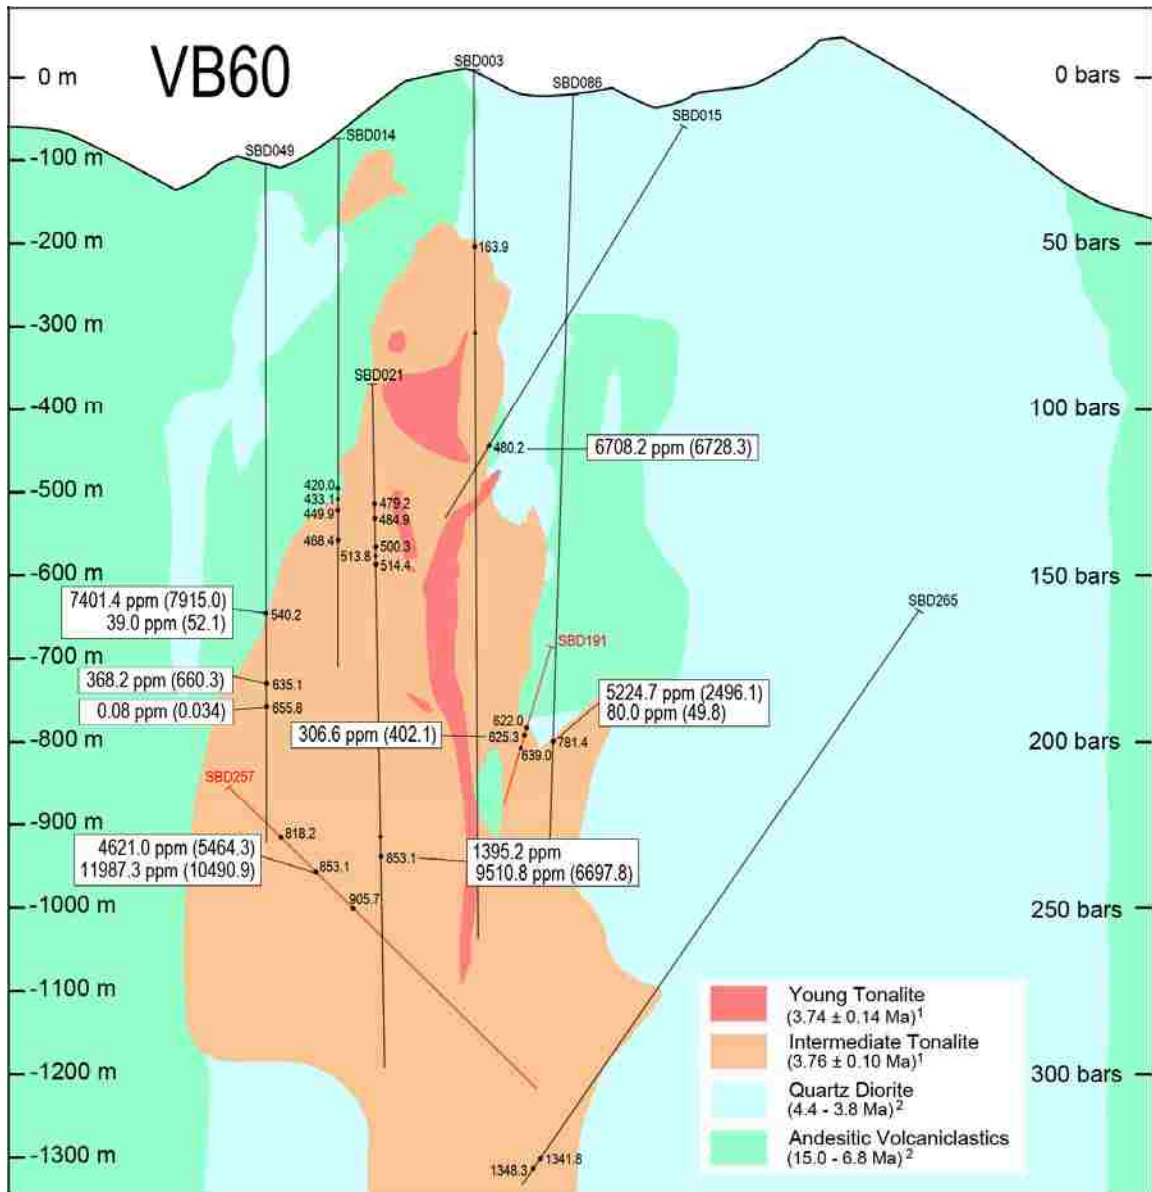 VB60
0 m
-100 m
-200 m
-300 m
-400 m
-500 m
-600 m
-700 m
-800 m
-900 m
-1000 m
-1100 m
-1200 m
-1300 m
0 bars
50 bars
100 bars
150 bars
200 bars
250 bars
300 bars
SBD003
SBD086
SBD015
SBD014
SBD049
163.9
SBD021
480.2
6708.2 ppm (6728.3)
420.0
433.1
449.9
468.4
479.2
484.9
500.3
513.8
514.4
7401.4 ppm (7915.0)
39.0 ppm (52.1)
540.2
SBD265
SBD191
368.2 ppm (660.3)
635.1
0.08 ppm (0.034)
655.8
5224.7 ppm (2496.1)
80.0 ppm (49.8)
306.6 ppm (402.1)
622.0
625.3
639.0
781.4
SBD257
818.2
4621.0 ppm (5464.3)
11987.3 ppm (10490.9)
853.1
853.1
1395.2 ppm
9510.8 ppm (6697.8)
905.7
1341.8
1348.3
Young Tonalite
(3.74 ± 0.14 Ma)¹
Intermediate Tonalite
(3.76 ± 0.10 Ma)¹
Quartz Diorite
(4.4 - 3.8 Ma)²
Andesitic Volcaniclastics
(15.0 - 6.8 Ma)²